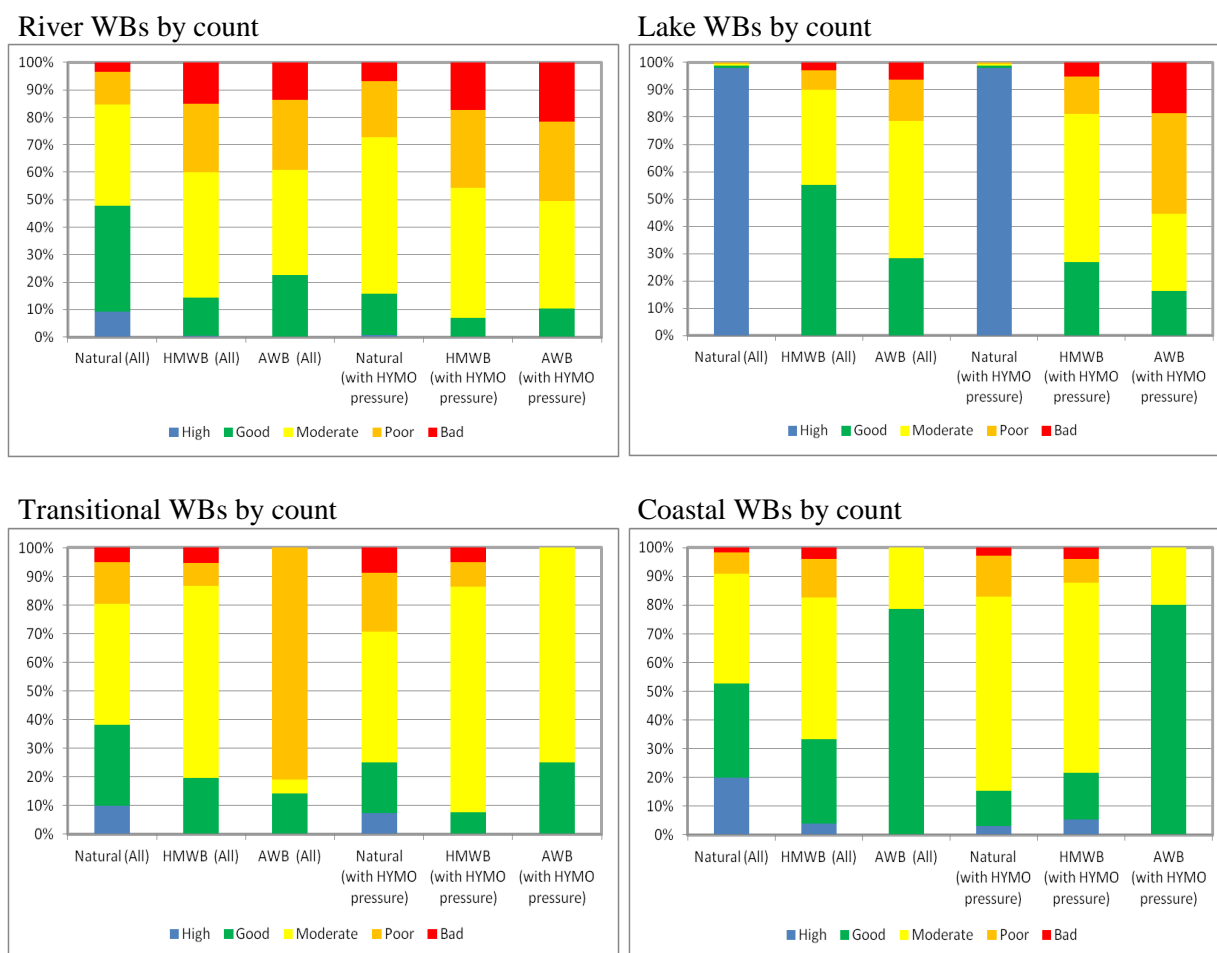 River WBs by count
100%
90%
80%
70%
60%
50%
40%
30%
20%
10%
0%
Natural (All) HMWB (All) AWB (All) Natural HMWB AWB
(with HYMO (with HYMO (with HYMO
pressure) pressure) pressure)
High Good Moderate Poor Bad
Lake WBs by count
100%
90%
80%
70%
60%
50%
40%
30%
20%
10%
0%
Natural (All) HMWB (All) AWB (All) Natural HMWB AWB
(with HYMO (with HYMO (with HYMO
pressure) pressure) pressure)
High Good Moderate Poor Bad
Transitional WBs by count
100%
90%
80%
70%
60%
50%
40%
30%
20%
10%
0%
Natural (All) HMWB (All) AWB (All) Natural HMWB AWB
(with HYMO (with HYMO (with HYMO
pressure) pressure) pressure)
High Good Moderate Poor Bad
Coastal WBs by count
100%
90%
80%
70%
60%
50%
40%
30%
20%
10%
0%
Natural (All) HMWB (All) AWB (All) Natural HMWB AWB
(with HYMO (with HYMO (with HYMO
pressure) pressure) pressure)
High Good Moderate Poor Bad